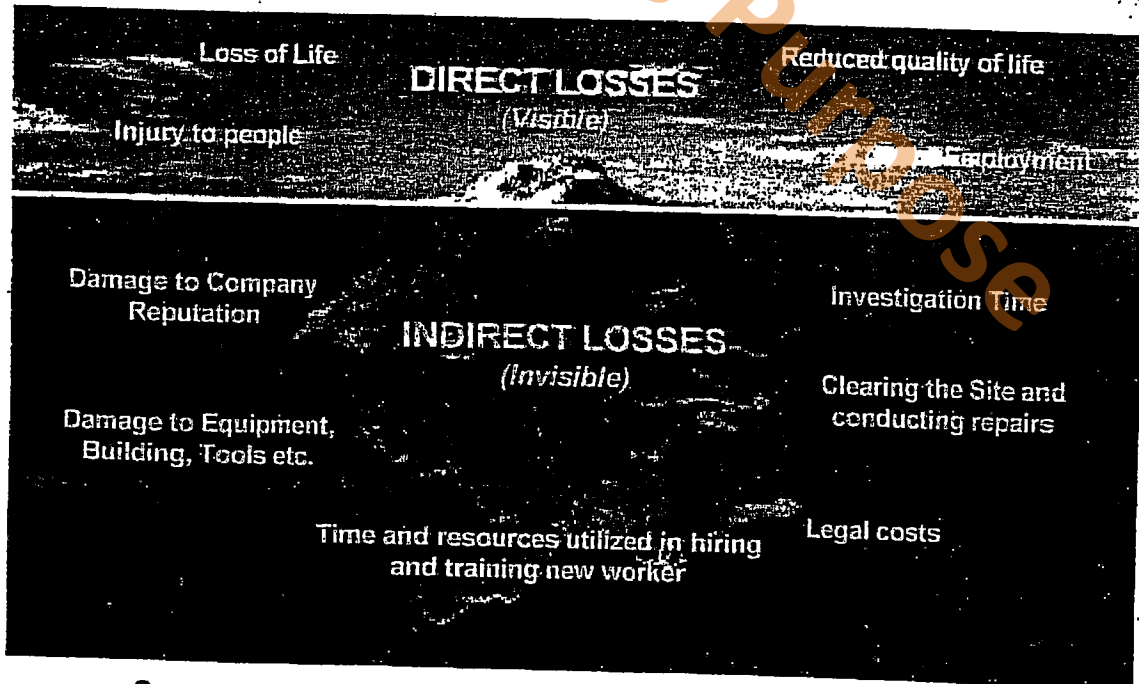 Purpose
Loss of Life
Reduced quality of life
DIRECT LOSSES
(Visible)
Injury to people
Employment
Damage to Company
Reputation
Investigation Time
INDIRECT LOSSES
(Invisible)
Clearing the Site and
conducting repairs
Damage to Equipment,
Building, Tools etc.
Time and resources utilized in hiring
and training new worker
Legal costs